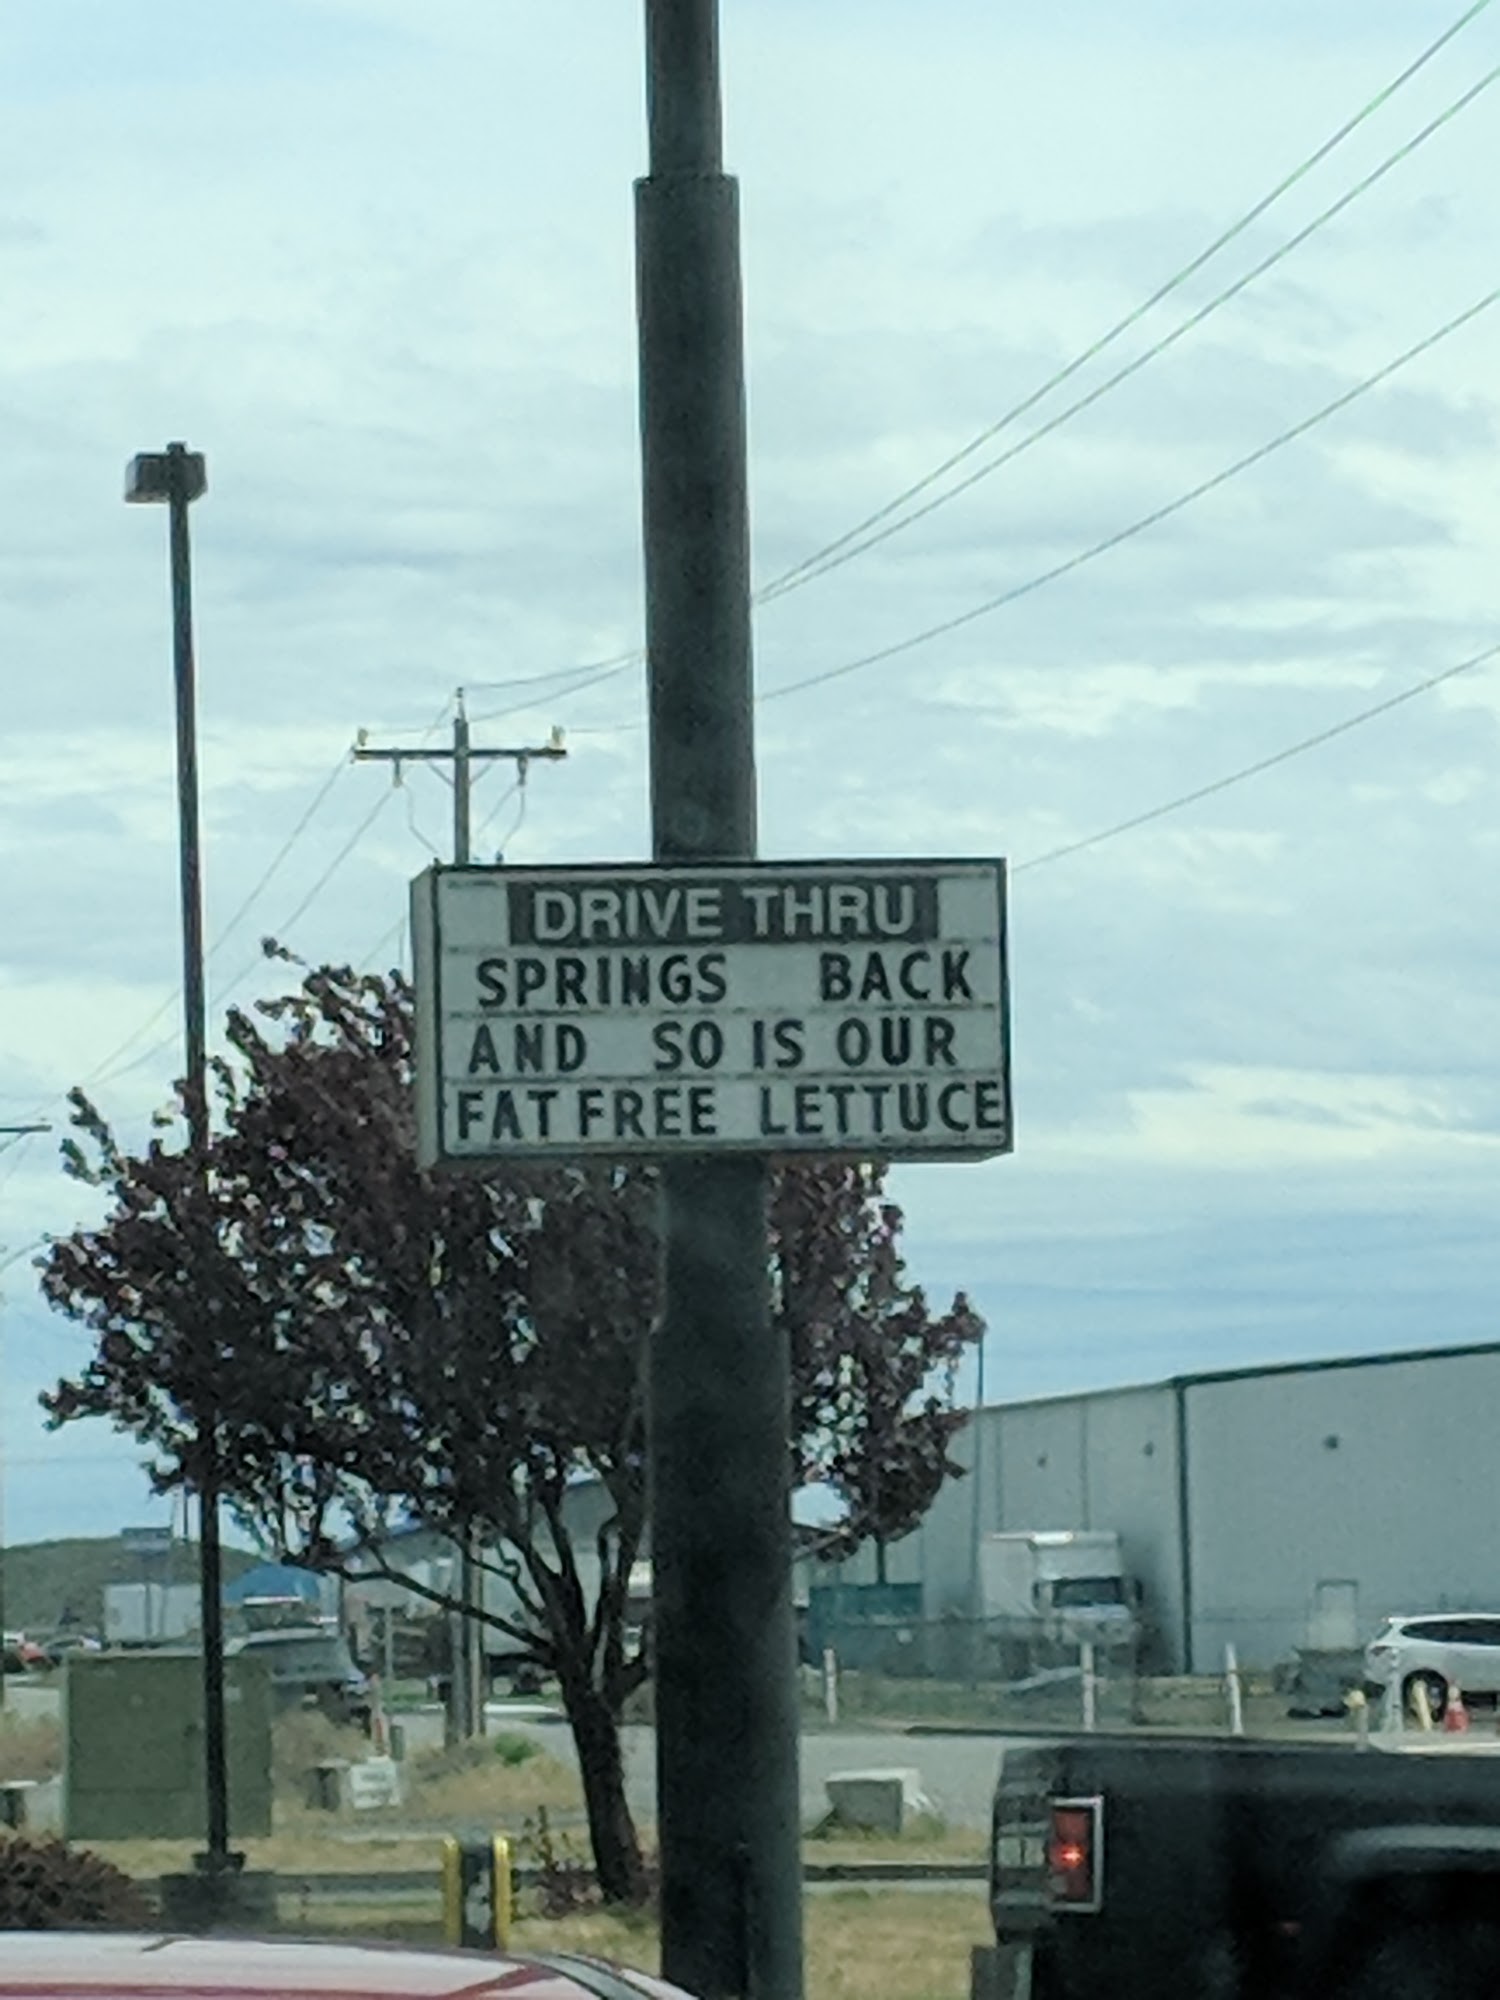 DRIVE THRU
SPRINGS BACK
AND SO IS OUR
FAT FREE LETTUCE